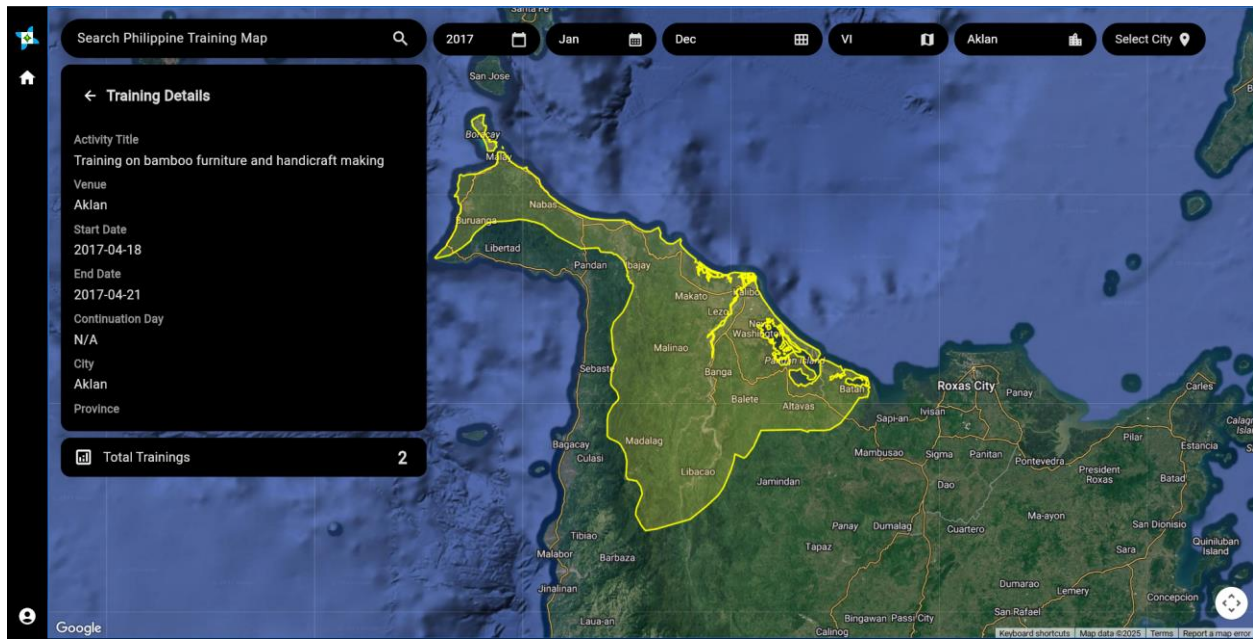 Search Philippine Training Map
2017
Jan
Dec
VI
Aklan
Select City
Training Details
Activity Title
Training on bamboo furniture and handicraft making
Venue
Aklan
Start Date
2017-04-18
End Date
2017-04-21
Continuation Day
N/A
City
Aklan
Province
Total Trainings
2
Santa Fe
San Jose
Boracay
Malay
Nabas
Buruanga
Libertad
Pandan
Ibajay
Makato
Kalibo
Lezo
New
Washington
Malinao
Sebaste
Banga
Batan
Balete
Altavas
Roxas City
Panay
Carles
Sapi-an
Ivisan
Pilar
Estancia
Madalag
Bagacay
Culasi
Mambusao
Sigma
Panitan
Pontevedra
President
Roxas
Batad
Libacao
Jamindan
Dao
Ma-ayon
San Dionisio
Panay
Dumalag
Cuartero
Quiniluban
Island
Tibiao
Malabor
Barbaza
Tapaz
Sara
Jinalinan
Dumarao
Lemery
Concepcion
San Rafael
Laua-an
Bingawan
Passi City
Calinog
Google
Keyboard shortcuts
Map data ©2025
Terms
Report a map error